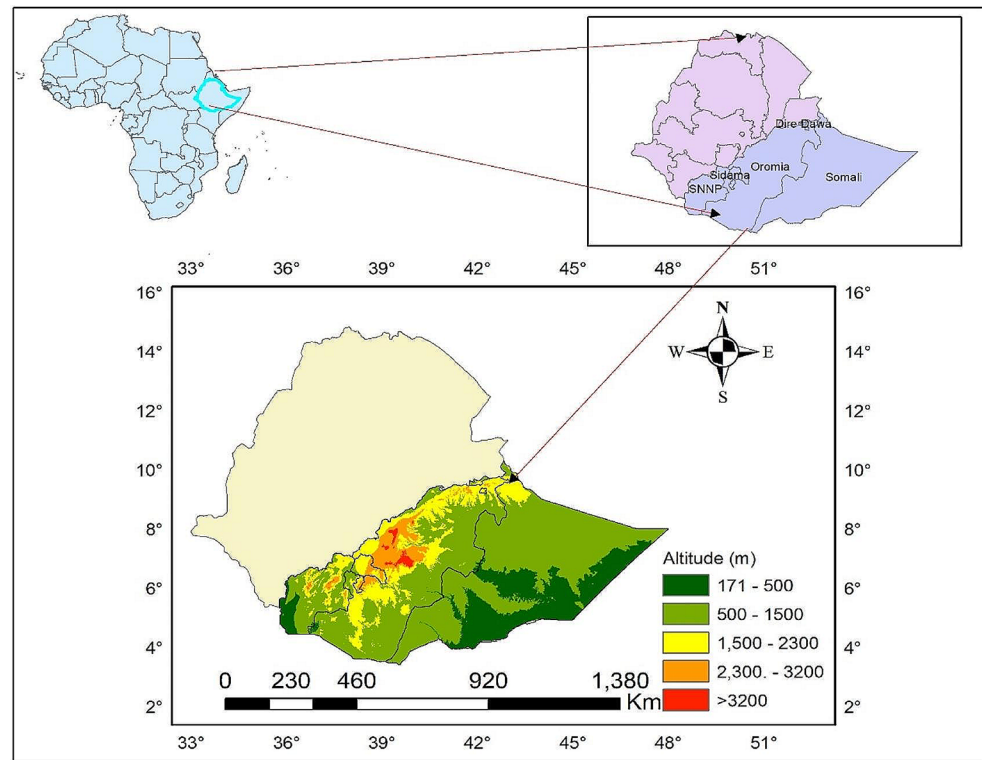 Dire Dawa
Oromia
Sidama
Somali
SNNP
33° 36° 39° 42° 45° 48° 51°
16° 16°
N
14° W E 14°
S
12° 12°
10° 10°
8° 8°
Altitude (m)
6° 171 - 500 6°
500 - 1500
4° 1,500 - 2300 4°
0 230 460 920 1,380 2,300. - 3200
2° Km >3200 2°
33° 36° 39° 42° 45° 48° 51°